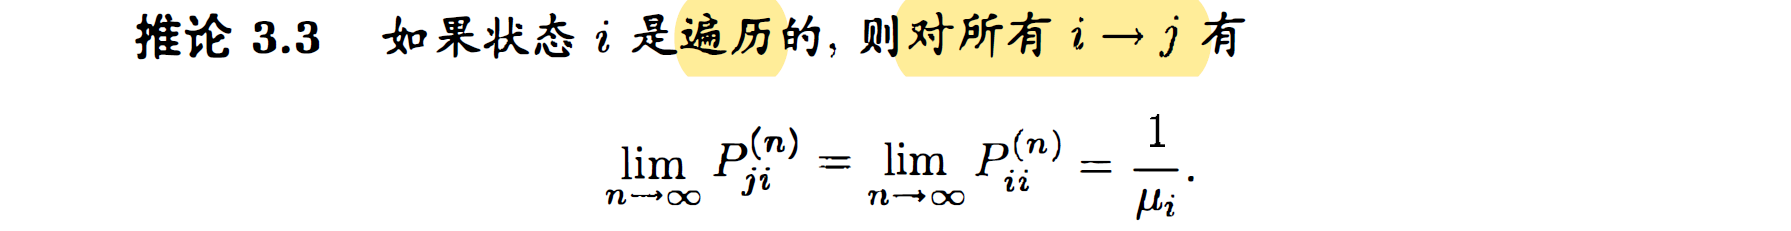 推论 3.3 如果状态 i 是遍历的, 则对所有 i → j 有
lim_{n→∞} P_{ji}^{(n)} = lim_{n→∞} P_{ii}^{(n)} = \frac{1}{μ_i}.